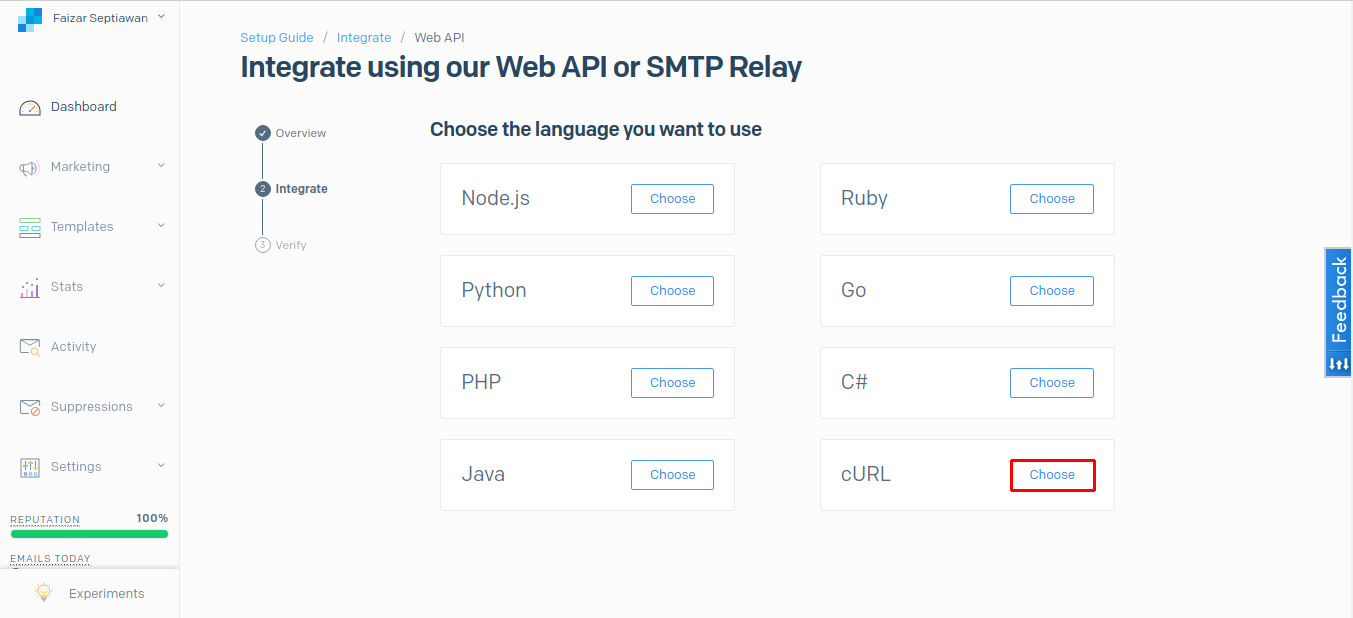 Faizar Septiawan
Dashboard
Marketing
Templates
Stats
Activity
Suppressions
Settings
REPUTATION 100%
EMAILS TODAY
Experiments
Setup Guide / Integrate / Web API
Integrate using our Web API or SMTP Relay
Overview
2 Integrate
3 Verify
Choose the language you want to use
Node.js Choose
Ruby Choose
Python Choose
Go Choose
PHP Choose
C# Choose
Java Choose
cURL Choose
Feedback